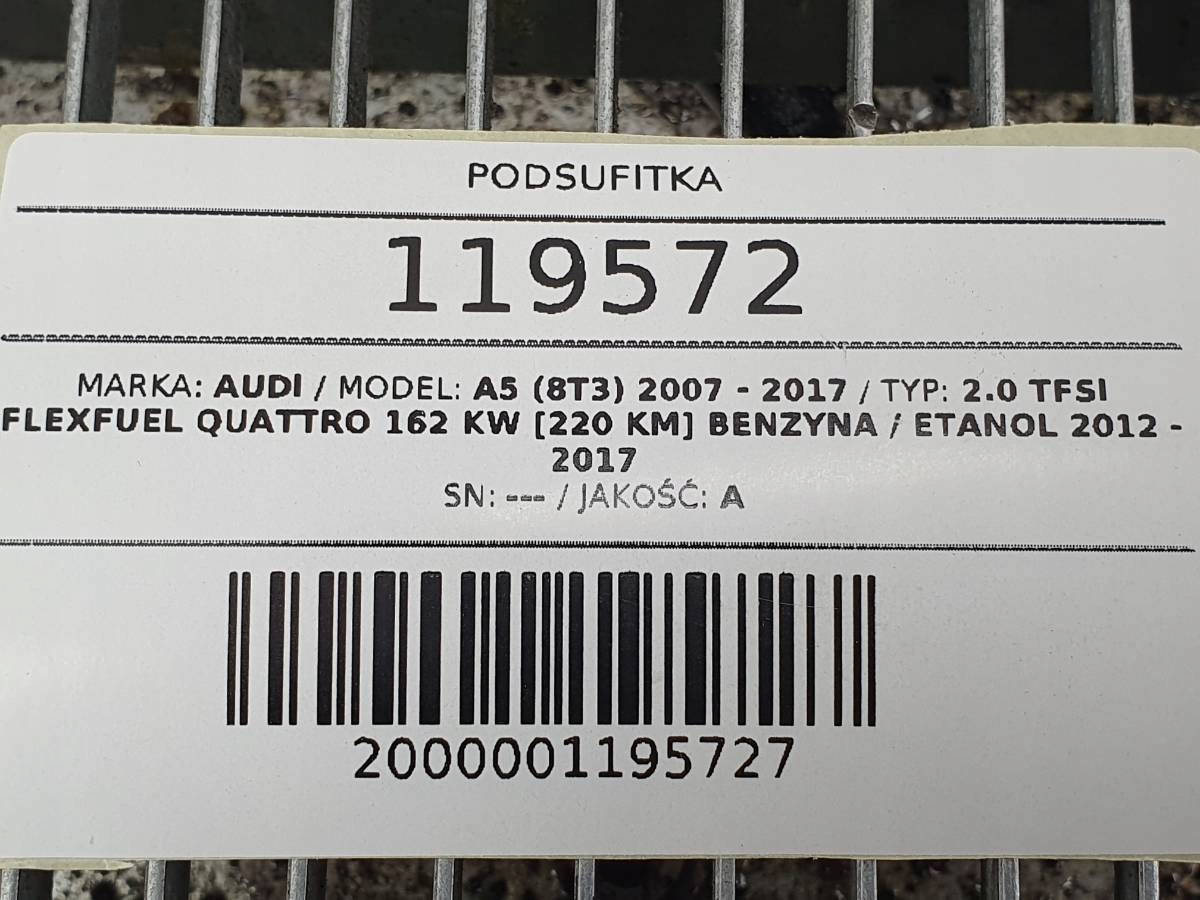 PODSUFITKA
119572
MARKA: AUDI / MODEL: A5 (8T3) 2007 - 2017 / TYP: 2.0 TFSI
FLEXFUEL QUATTRO 162 KW [220 KM] BENZYNA / ETANOL 2012 -
2017
SN: --- / JAKOŚĆ: A
2000001195727